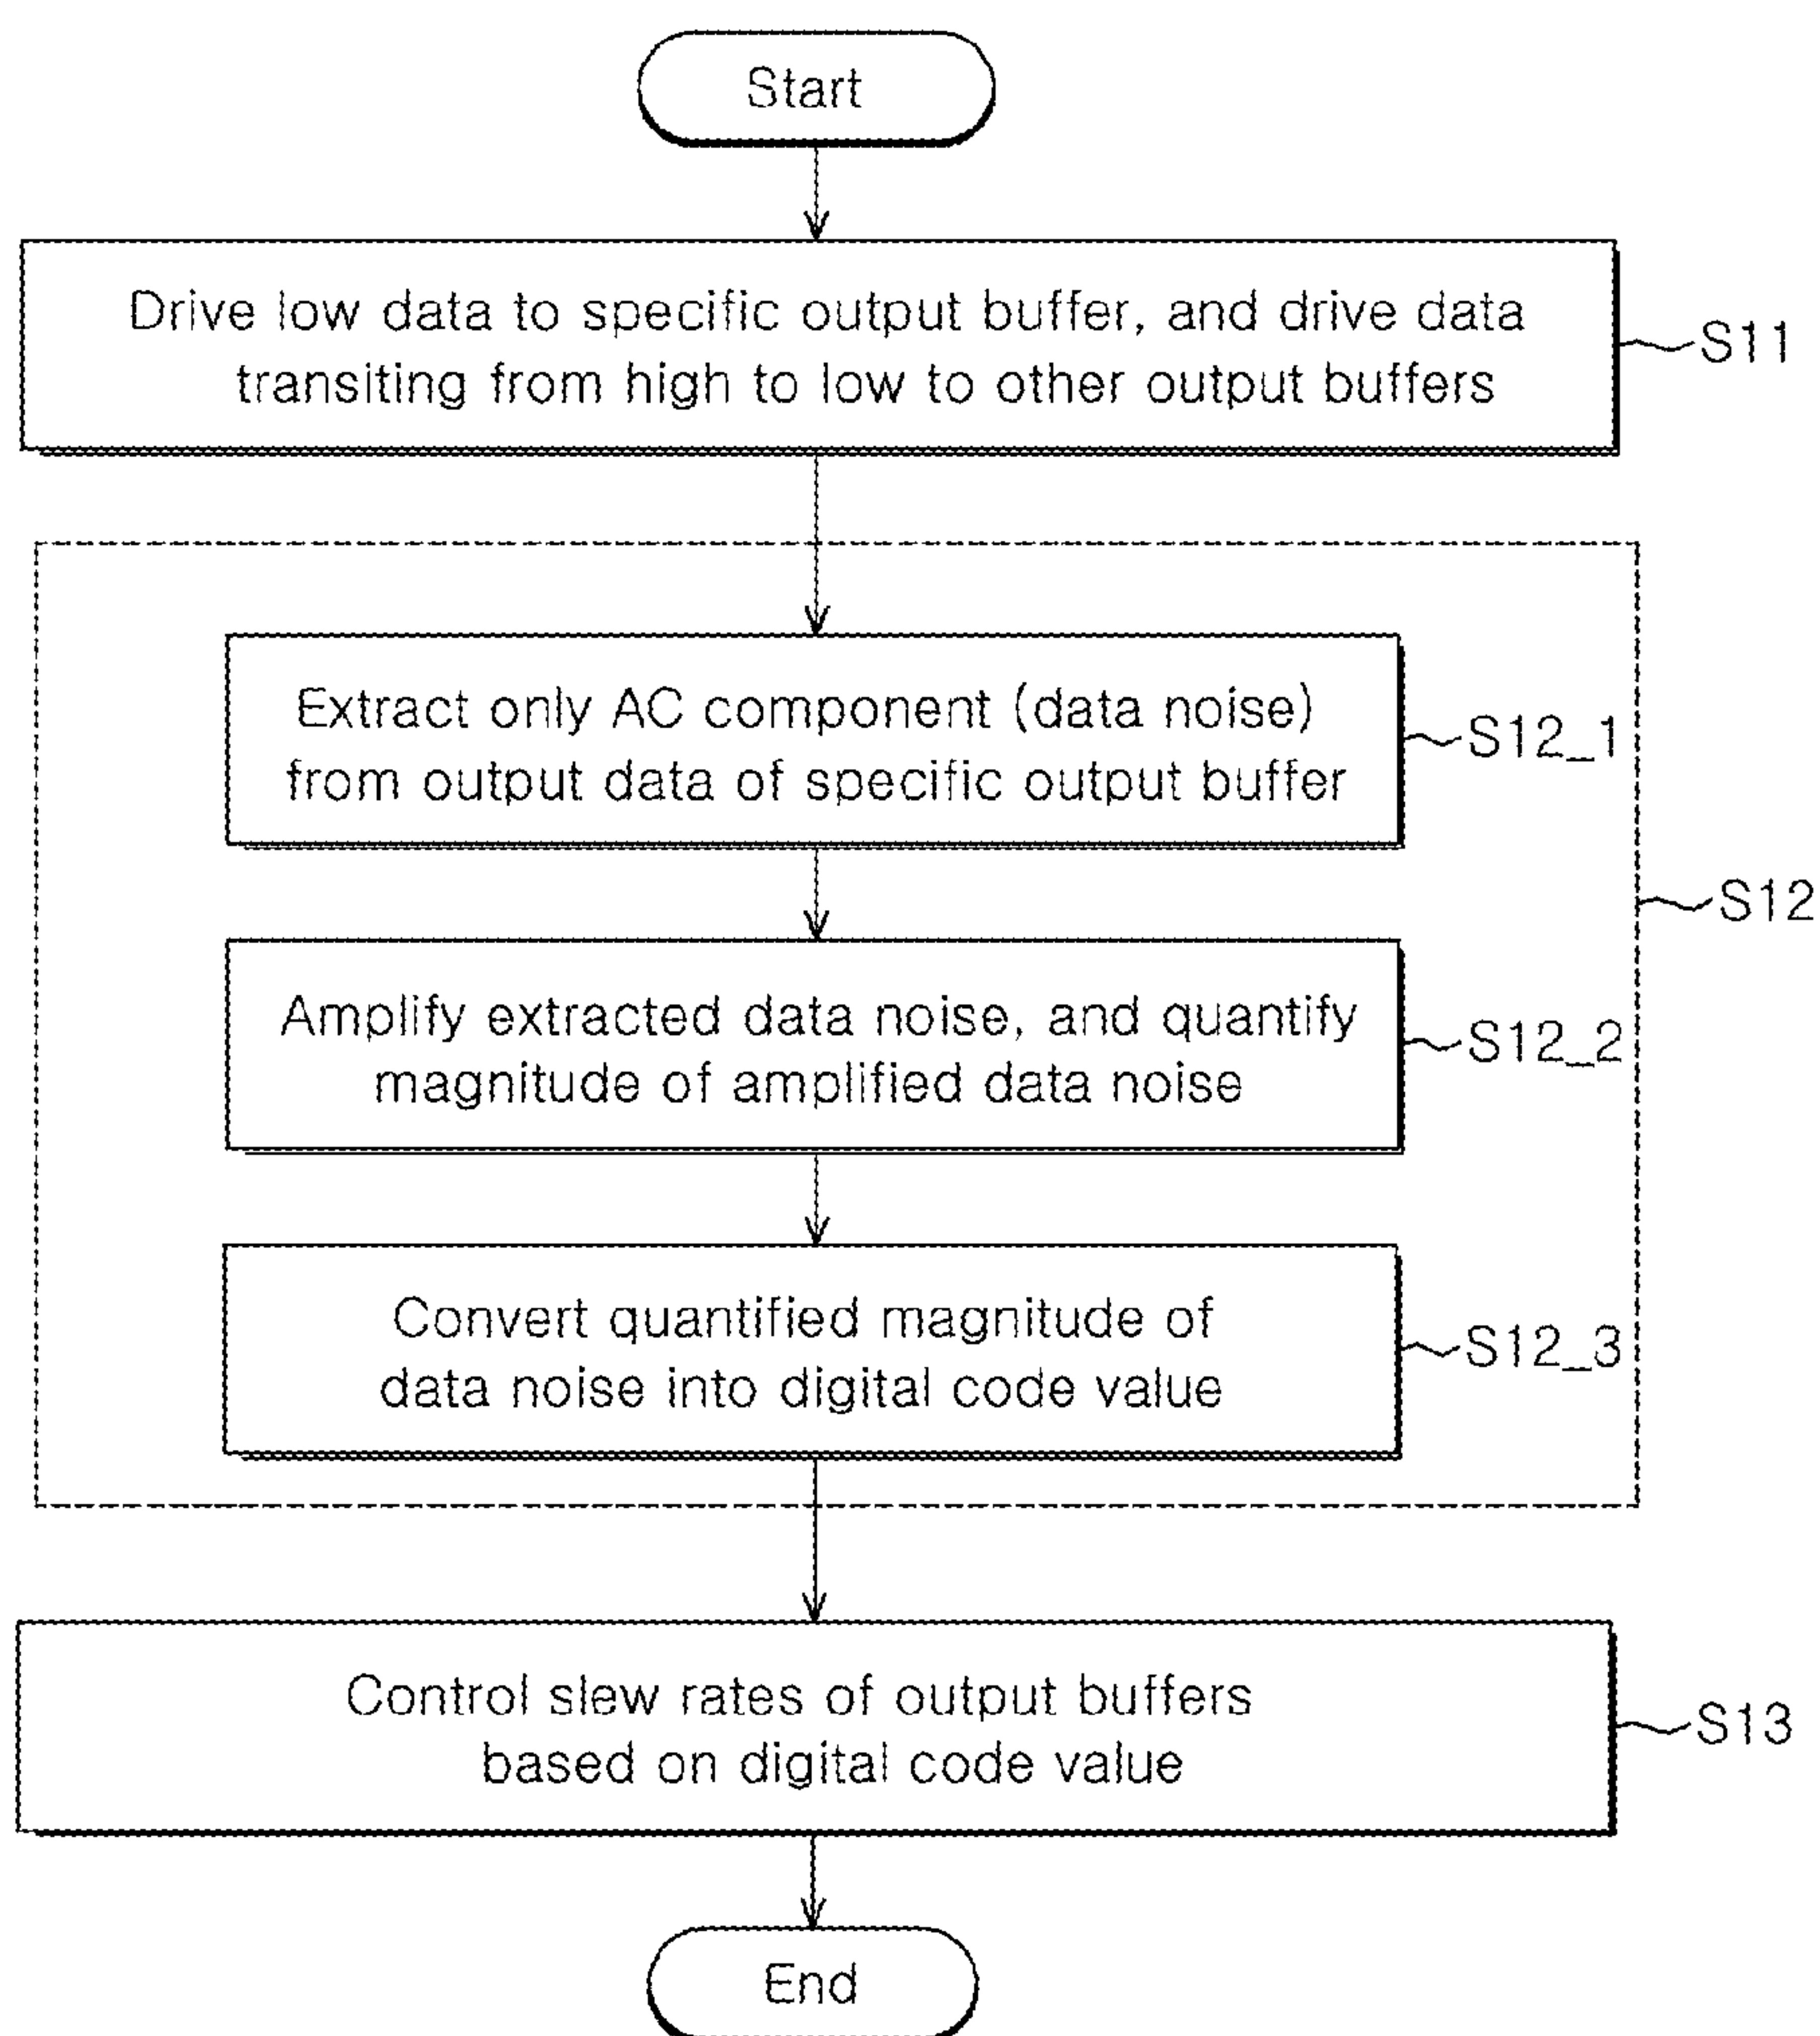 Start
Drive low data to specific output buffer, and drive data
transiting from high to low to other output buffers
S11
Extract only AC component (data noise)
from output data of specific output buffer
S12_1
S12
Amplify extracted data noise, and quantify
magnitude of amplified data noise
S12_2
Convert quantified magnitude of
data noise into digital code value
S12_3
Control slew rates of output buffers
based on digital code value
S13
End